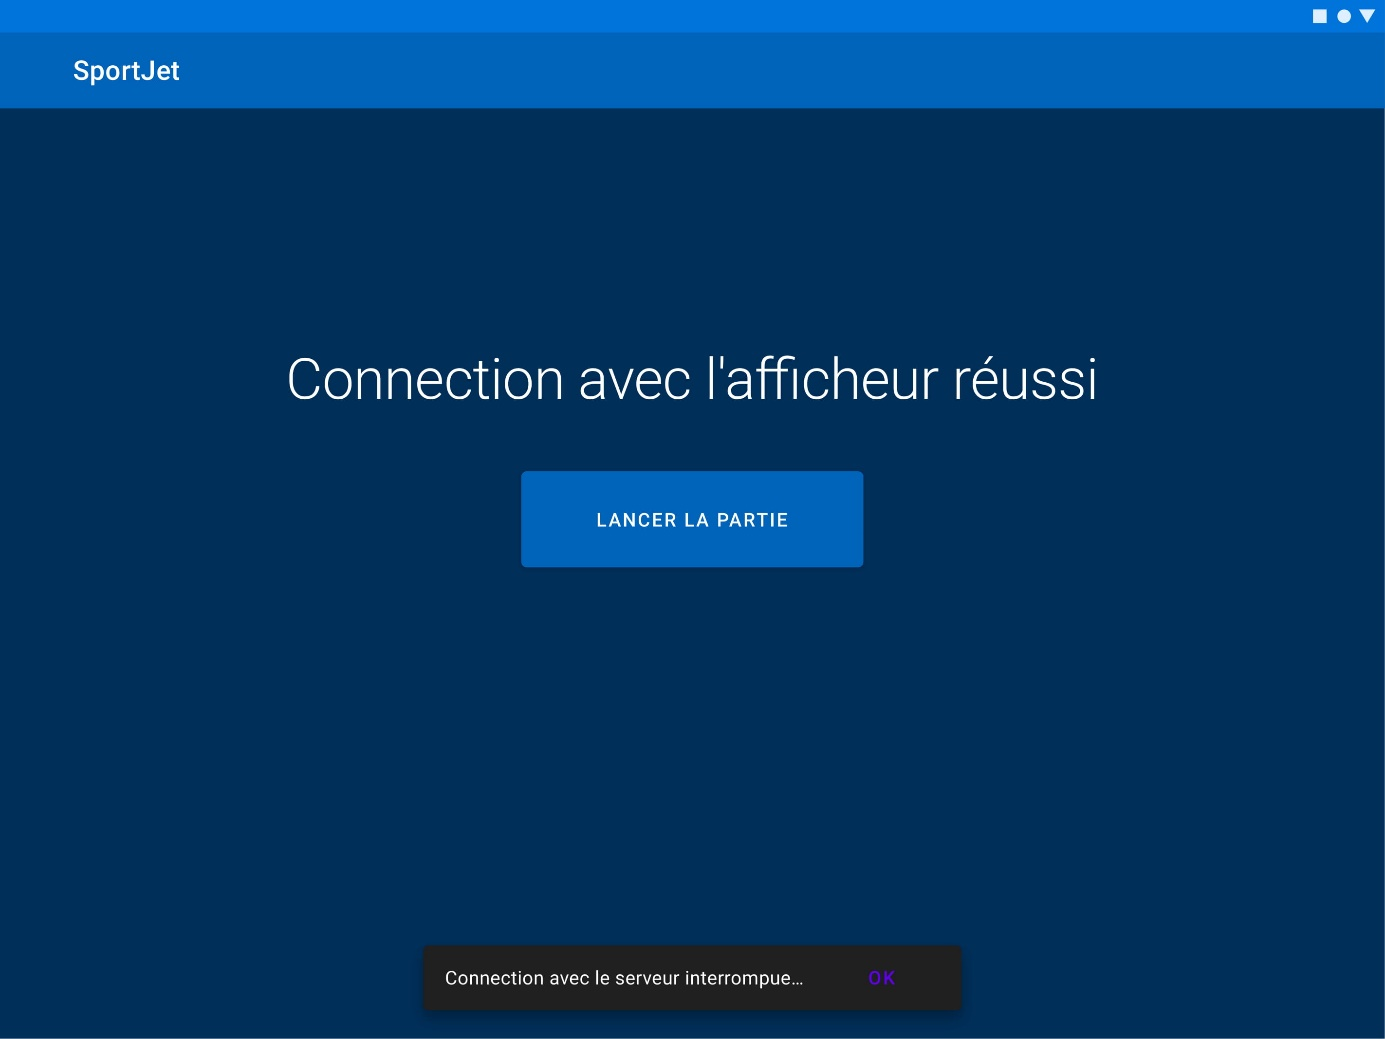 SportJet
Connection avec l'afficheur réussi
LANCER LA PARTIE
Connection avec le serveur interrompue... OK